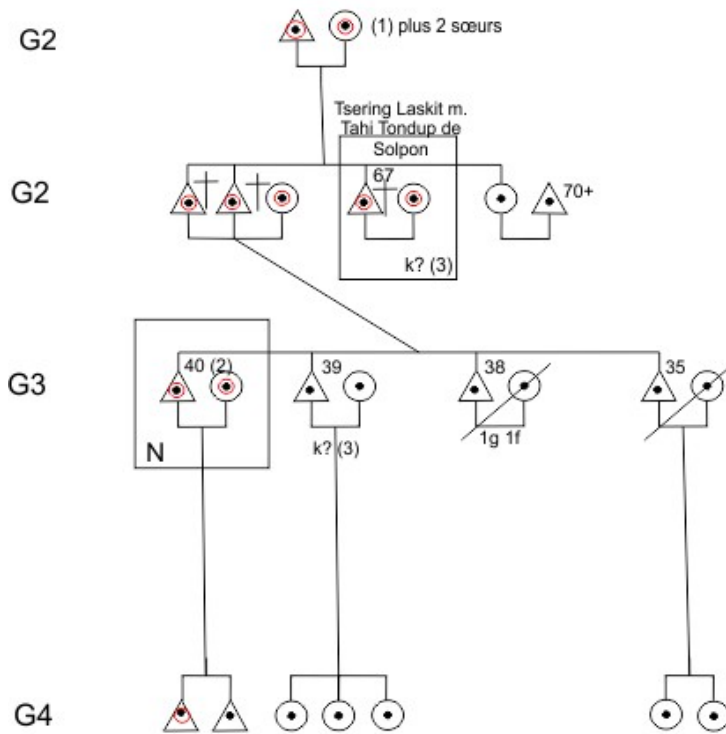 G2
(1) plus 2 sœurs
Tsering Laskit m.
Tahi Tondup de
Solpon
G2
67
70+
k? (3)
G3
40 (2)
39
38
35
N
k? (3)
1g 1f
G4